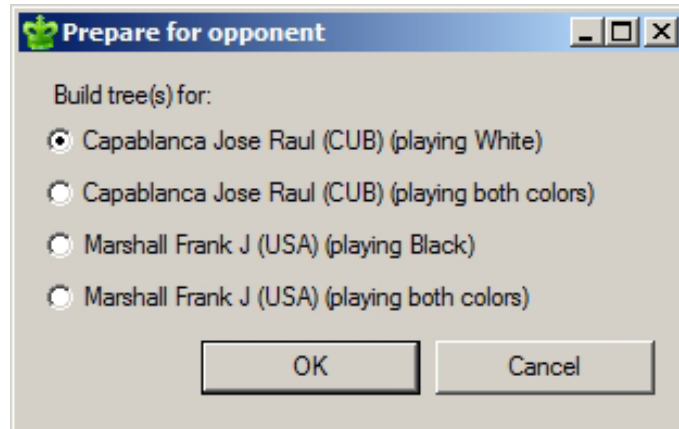 Prepare for opponent
Build tree(s) for:
Capablanca Jose Raul (CUB) (playing White)
Capablanca Jose Raul (CUB) (playing both colors)
Marshall Frank J (USA) (playing Black)
Marshall Frank J (USA) (playing both colors)
OK Cancel